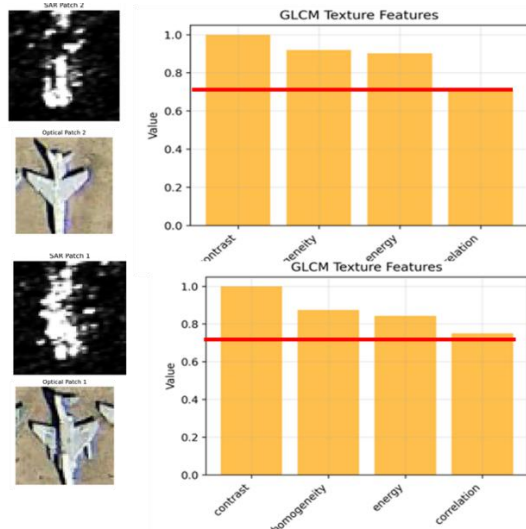 SAR Patch 2
GLCM Texture Features
1.0
0.8
0.6
0.4
0.2
0.0
Value
contrast
geneity
energy
relation
Optical Patch 2
SAR Patch 1
GLCM Texture Features
1.0
0.8
0.6
0.4
0.2
0.0
Value
contrast
homogeneity
energy
correlation
Optical Patch 1